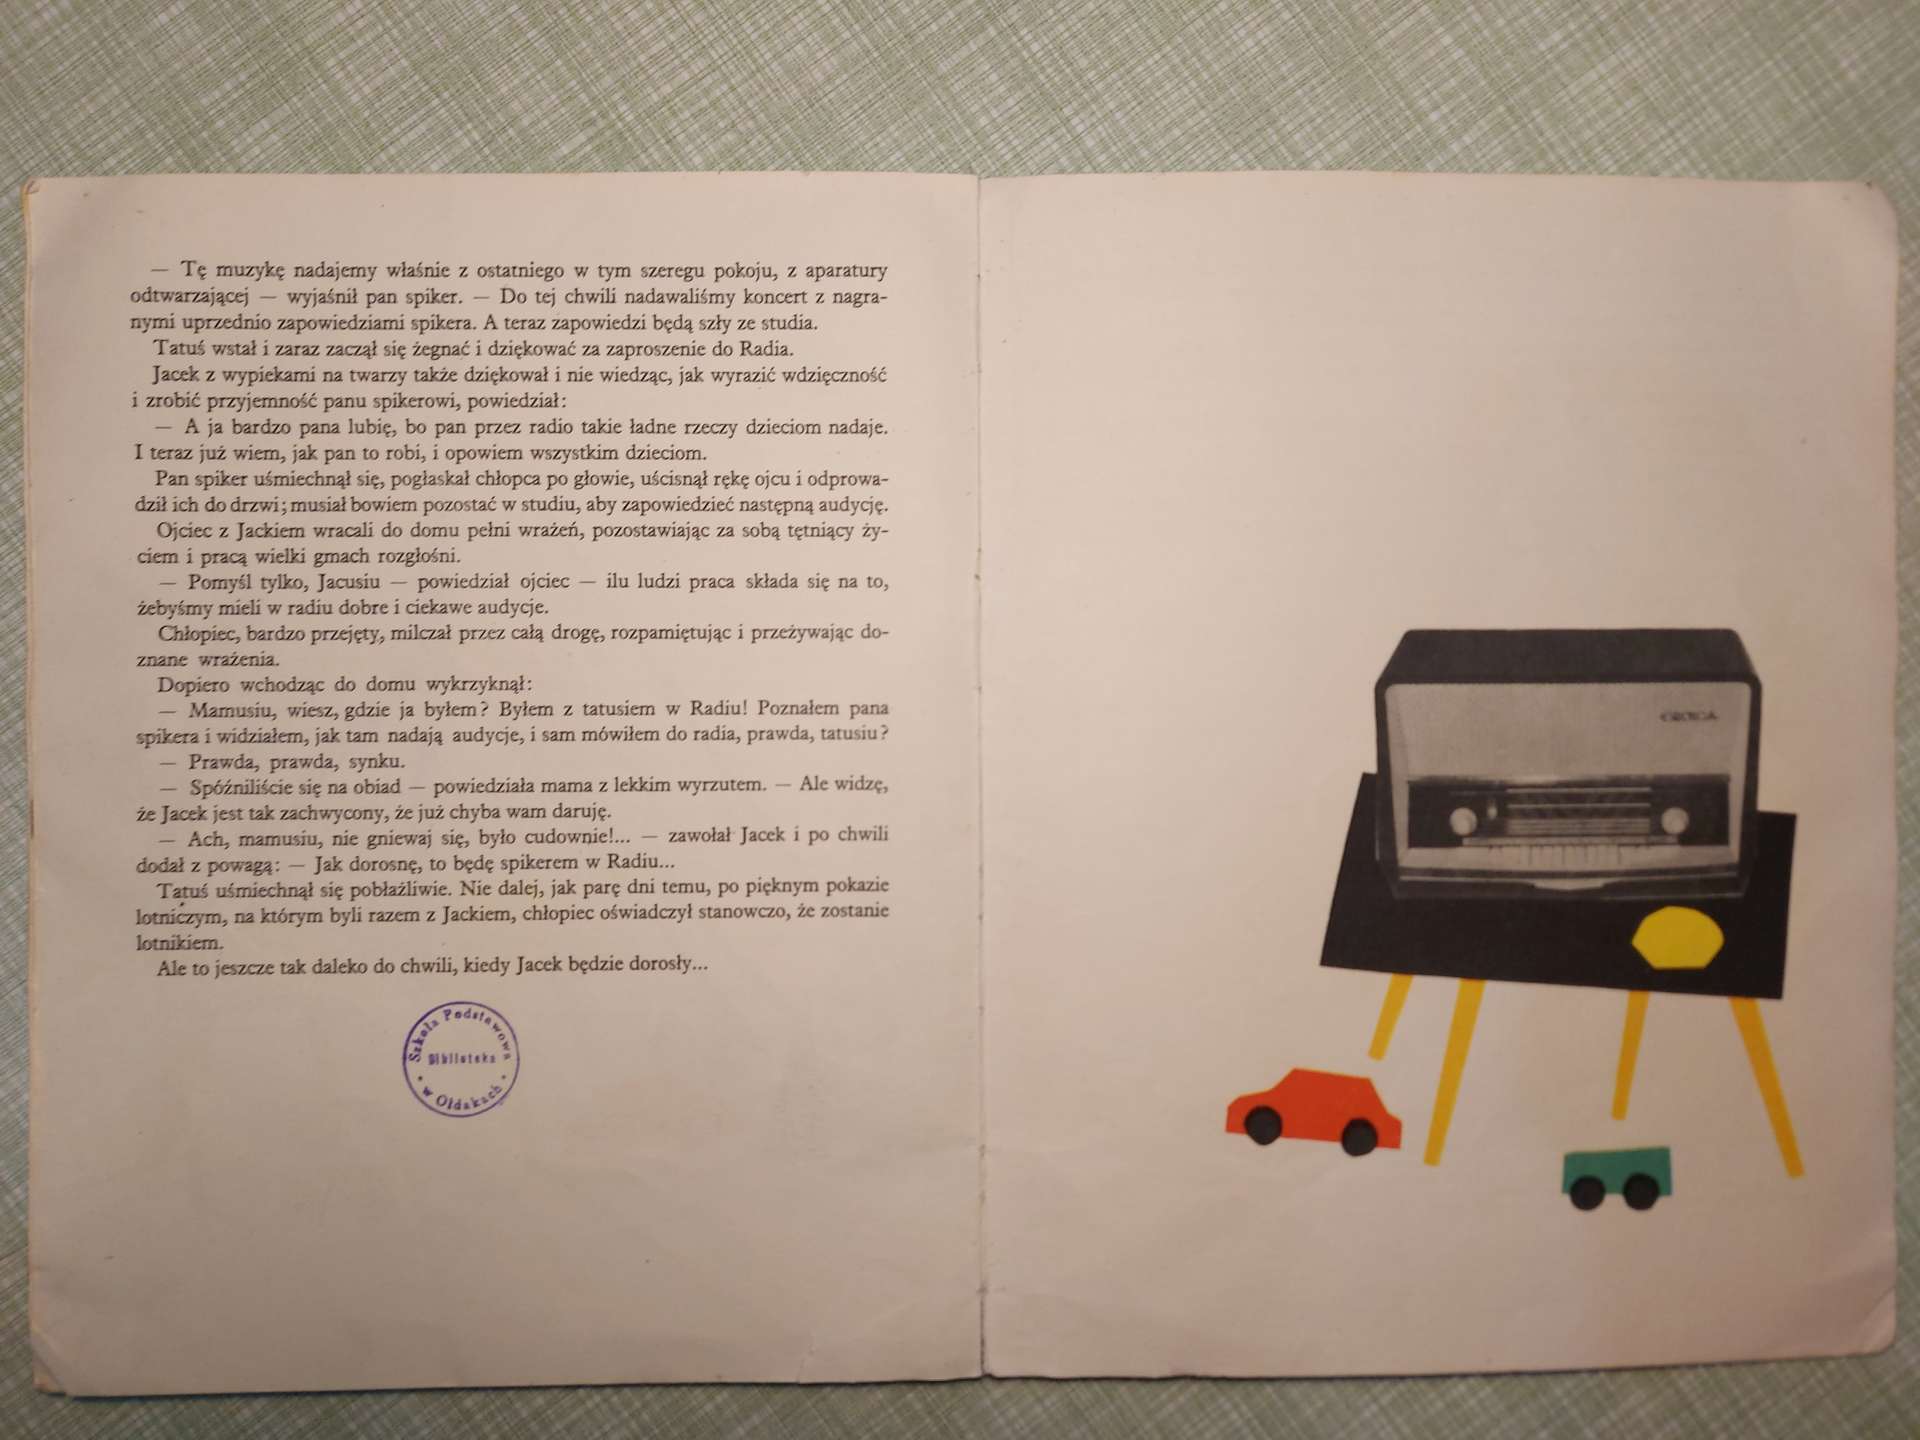 — Tę muzykę nadajemy właśnie z ostatniego w tym szeregu pokoju, z aparatury
odtwarzającej — wyjaśnił pan spiker. — Do tej chwili nadawaliśmy koncert z nagra-
nymi uprzednio zapowiedziami spikera. A teraz zapowiedzi będą szły ze studia.
Tatuś wstał i zaraz zaczął się żegnać i dziękować za zaproszenie do Radia.
Jacek z wypiekami na twarzy także dziękował i nie wiedząc, jak wyrazić wdzięczność
i zrobić przyjemność panu spikerowi, powiedział:
— A ja bardzo pana lubię, bo pan przez radio takie ładne rzeczy dzieciom nadaje.
I teraz już wiem, jak pan to robi, i opowiem wszystkim dzieciom.
Pan spiker uśmiechnął się, pogłaskał chłopca po głowie, uścisnął rękę ojcu i odprowa-
dził ich do drzwi; musiał bowiem pozostać w studiu, aby zapowiedzieć następną audycję.
Ojciec z Jackiem wracali do domu pełni wrażeń, pozostawiając za sobą tętniący ży-
ciem i pracą wielki gmach rozgłośni.
— Pomyśl tylko, Jacusiu — powiedział ojciec — ilu ludzi praca składa się na to,
żebyśmy mieli w radiu dobre i ciekawe audycje.
Chłopiec, bardzo przejęty, milczał przez całą drogę, rozpamiętując i przeżywając do-
znane wrażenia.
Dopiero wchodząc do domu wykrzyknął:
— Mamusiu, wiesz, gdzie ja byłem? Byłem z tatusiem w Radiu! Poznałem pana
spikera i widziałem, jak tam nadają audycje, i sam mówiłem do radia, prawda, tatusiu?
— Prawda, prawda, synku.
— Spóźniliście się na obiad — powiedziała mama z lekkim wyrzutem. — Ale widzę,
że Jacek jest tak zachwycony, że już chyba wam daruję.
— Ach, mamusiu, nie gniewaj się, było cudownie!... — zawołał Jacek i po chwili
dodał z powagą: — Jak dorosnę, to będę spikerem w Radiu...
Tatuś uśmiechnął się pobłażliwie. Nie dalej, jak parę dni temu, po pięknym pokazie
lotniczym, na którym byli razem z Jackiem, chłopiec oświadczył stanowczo, że zostanie
lotnikiem.
Ale to jeszcze tak daleko do chwili, kiedy Jacek będzie dorosły...
Szkoła Podstawowa
Biblioteka
w Ołdakach